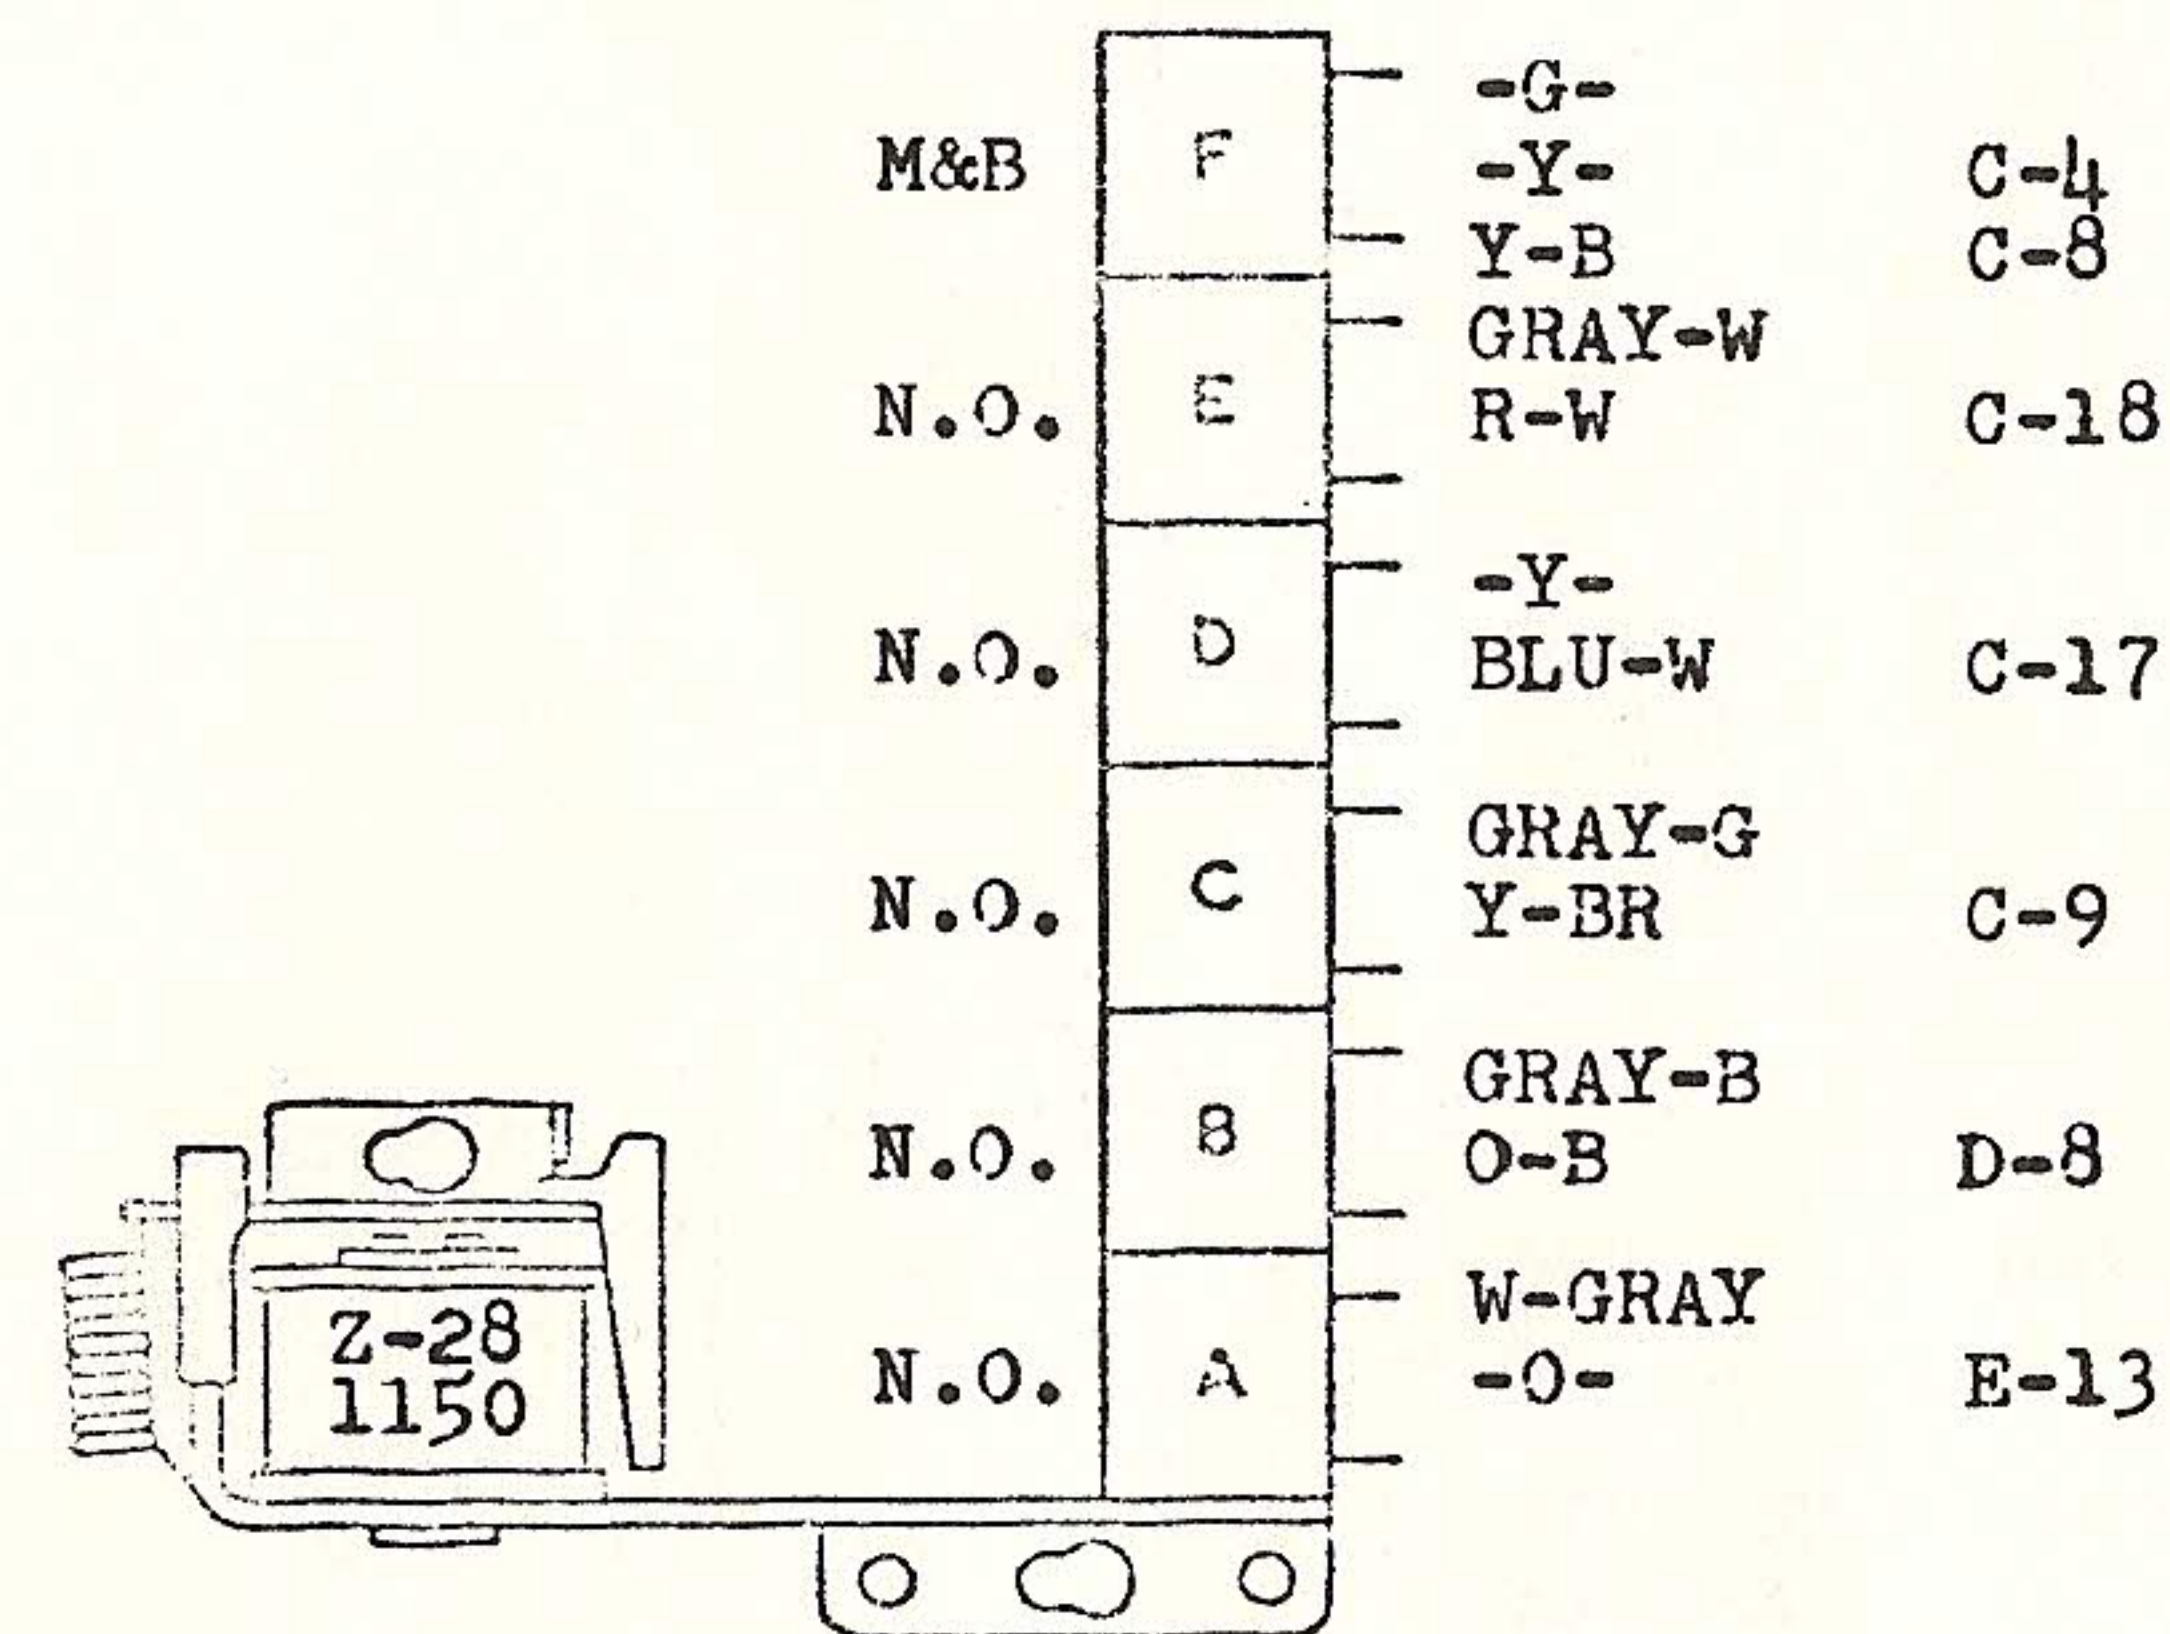 -G-
M&B F -Y- C-4
Y-B C-8
GRAY-W
N.O. E R-W C-18
-Y-
N.O. D BLU-W C-17
GRAY-G
N.O. C Y-BR C-9
GRAY-B
N.O. B O-B D-8
W-GRAY
N.O. A -O- E-13
Z-28
1150